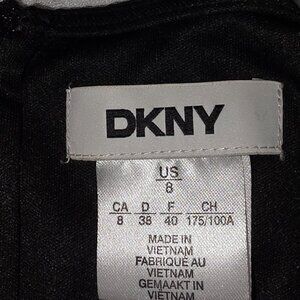 DKNY
US
8
CA D F CH
8 38 40 175/100A
MADE IN
VIETNAM
FABRIQUÉ AU
VIETNAM
GEMAAKT IN
VIETNAM